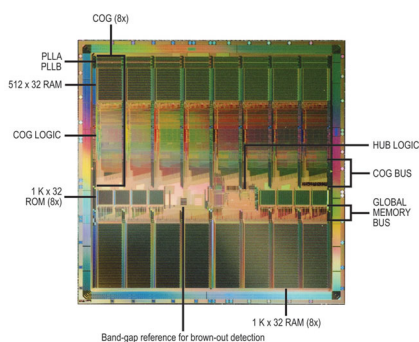 COG (8x)
PLLA
PLLB
512 x 32 RAM
COG LOGIC
1 K x 32
ROM (8x)
HUB LOGIC
COG BUS
GLOBAL
MEMORY
BUS
1 K x 32 RAM (8x)
Band-gap reference for brown-out detection